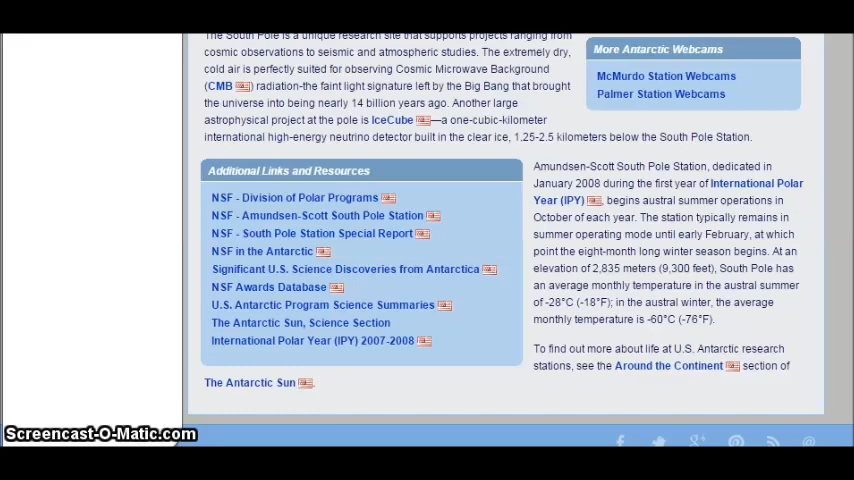 The South Pole is a unique research site that supports projects ranging from
cosmic observations to seismic and atmospheric studies. The extremely dry,
cold air is perfectly suited for observing Cosmic Microwave Background
(CMB) radiation-the faint light signature left by the Big Bang that brought
the universe into being nearly 14 billion years ago. Another large
astrophysical project at the pole is IceCube—a one-cubic-kilometer
international high-energy neutrino detector built in the clear ice, 1.25-2.5 kilometers below the South Pole Station.
More Antarctic Webcams
McMurdo Station Webcams
Palmer Station Webcams
Additional Links and Resources
NSF - Division of Polar Programs
NSF - Amundsen-Scott South Pole Station
NSF - South Pole Station Special Report
NSF in the Antarctic
Significant U.S. Science Discoveries from Antarctica
NSF Awards Database
U.S. Antarctic Program Science Summaries
The Antarctic Sun, Science Section
International Polar Year (IPY) 2007-2008
Amundsen-Scott South Pole Station, dedicated in
January 2008 during the first year of International Polar
Year (IPY), begins austral summer operations in
October of each year. The station typically remains in
summer operating mode until early February, at which
point the eight-month long winter season begins. At an
elevation of 2,835 meters (9,300 feet), South Pole has
an average monthly temperature in the austral summer
of -28°C (-18°F); in the austral winter, the average
monthly temperature is -60°C (-76°F).
To find out more about life at U.S. Antarctic research
stations, see the Around the Continent section of
The Antarctic Sun.
Screencast-O-Matic.com